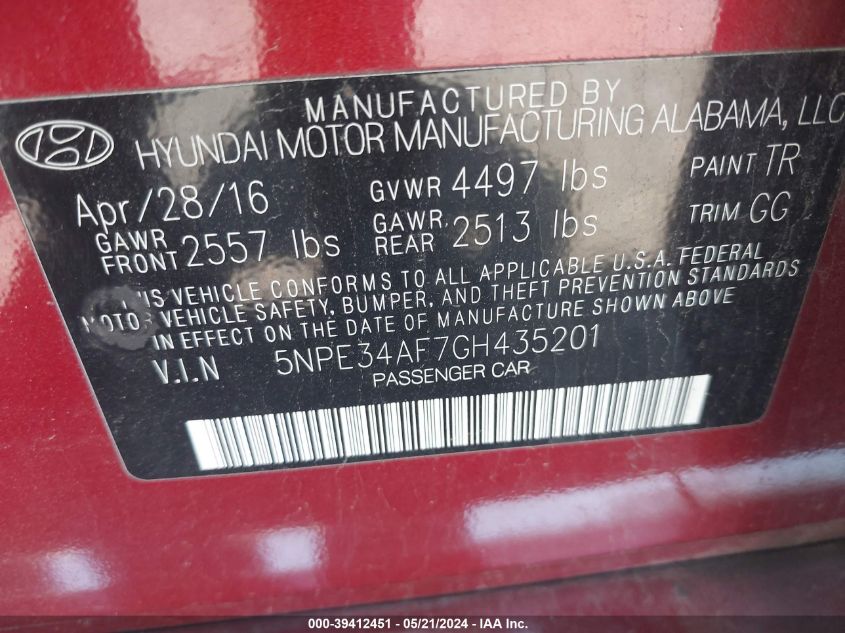 MANUFACTURED BY
HYUNDAI MOTOR MANUFACTURING ALABAMA, LLC
Apr/28/16 GVWR 4497 lbs PAINT TR
GAWR FRONT 2557 lbs GAWR REAR 2513 lbs TRIM GG
THIS VEHICLE CONFORMS TO ALL APPLICABLE U.S.A. FEDERAL
MOTOR VEHICLE SAFETY, BUMPER, AND THEFT PREVENTION STANDARDS
IN EFFECT ON THE DATE OF MANUFACTURE SHOWN ABOVE
V.I.N 5NPE34AF7GH435201
PASSENGER CAR
000-39412451 - 05/21/2024 - IAA Inc.